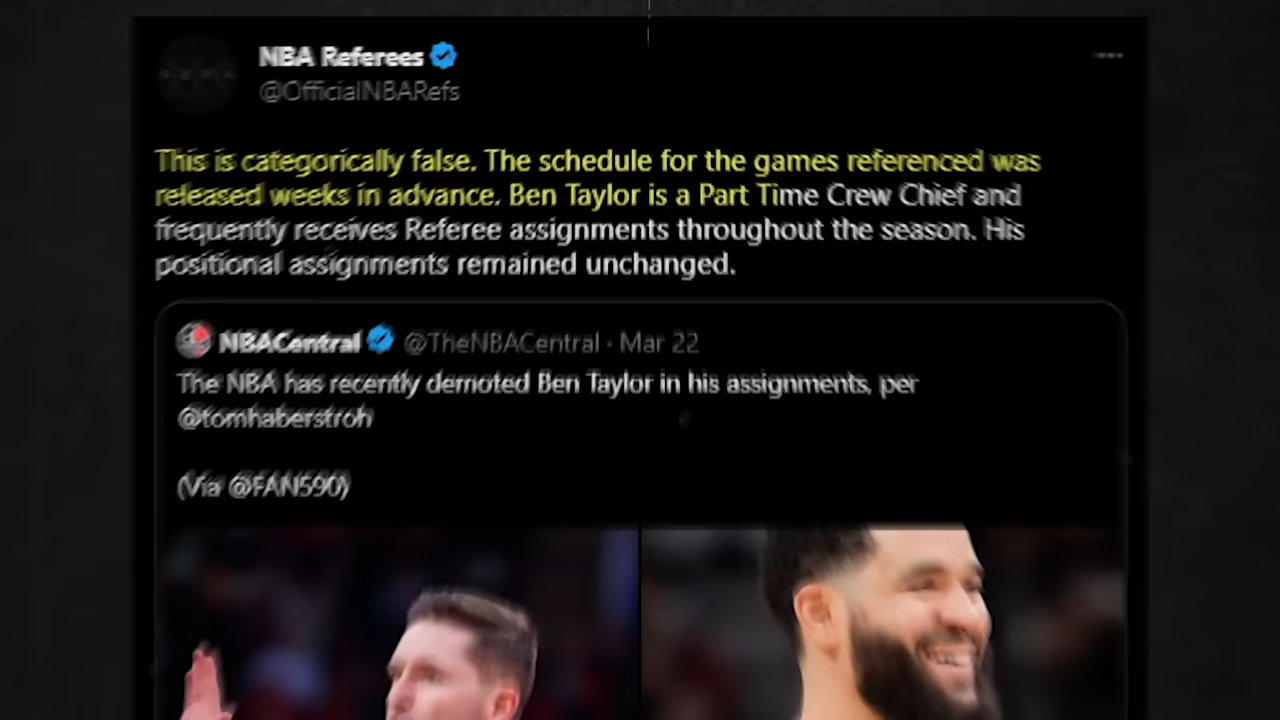 NBA Referees
@OfficialNBARefs
This is categorically false. The schedule for the games referenced was
released weeks in advance. Ben Taylor is a Part Time Crew Chief and
frequently receives Referee assignments throughout the season. His
positional assignments remained unchanged.
NBACentral @TheNBACentral · Mar 22
The NBA has recently demoted Ben Taylor in his assignments, per
@tomhaberstroh
(Via @FAN590)